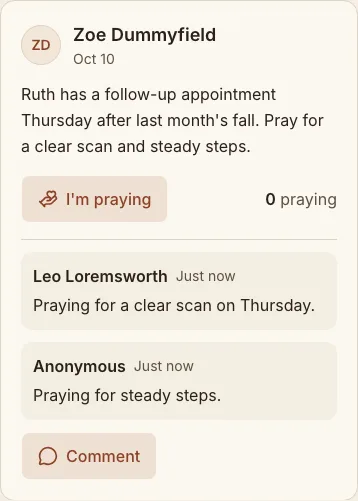 ZD
Zoe Dummyfield
Oct 10
Ruth has a follow-up appointment
Thursday after last month's fall. Pray for
a clear scan and steady steps.
I'm praying
0 praying
Leo Loremsworth Just now
Praying for a clear scan on Thursday.
Anonymous Just now
Praying for steady steps.
Comment